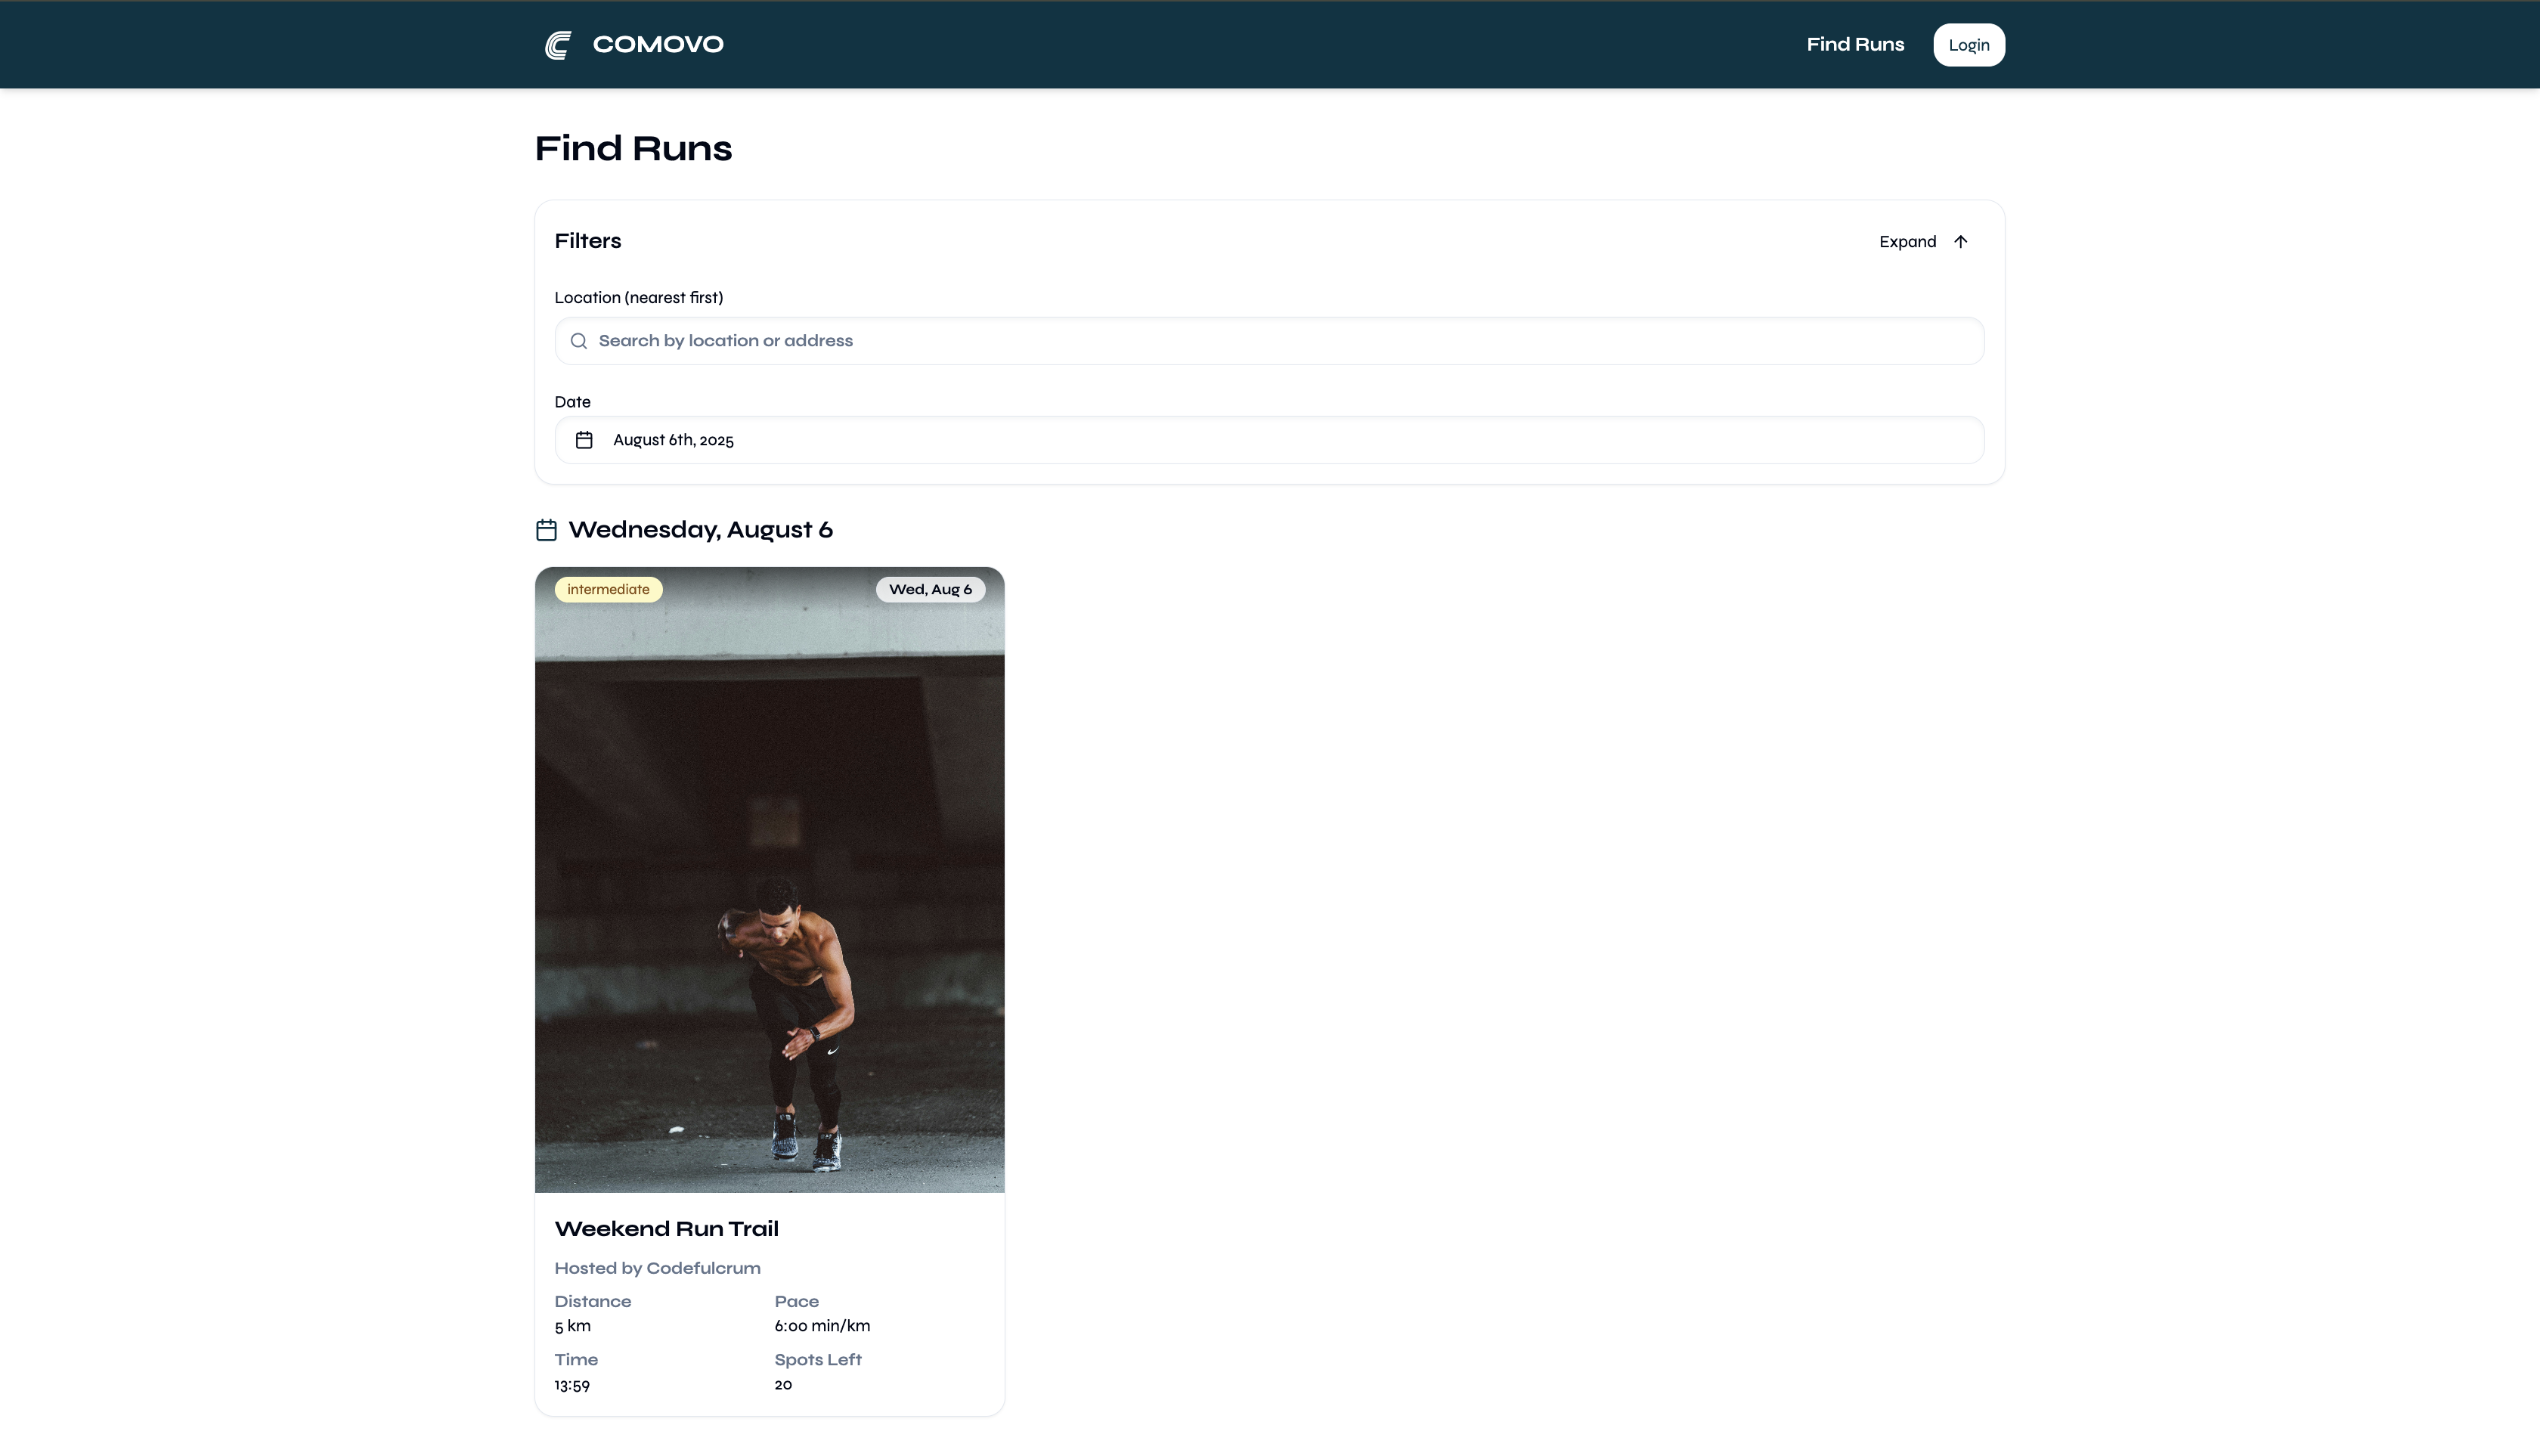 COMOVO
Find Runs
Login
Find Runs
Filters
Expand
Location (nearest first)
Search by location or address
Date
August 6th, 2025
Wednesday, August 6
intermediate
Wed, Aug 6
Weekend Run Trail
Hosted by Codefulcrum
Distance
Pace
5 km
6:00 min/km
Time
Spots Left
13:59
20